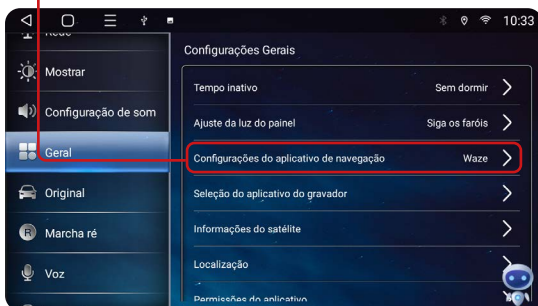 10:33
Rede
Mostrar
Configuração de som
Geral
Original
Marcha ré
Voz
Configurações Gerais
Tempo inativo Sem dormir
Ajuste da luz do painel Siga os faróis
Configurações do aplicativo de navegação Waze
Seleção do aplicativo do gravador
Informações do satélite
Localização
Permissões do aplicativo